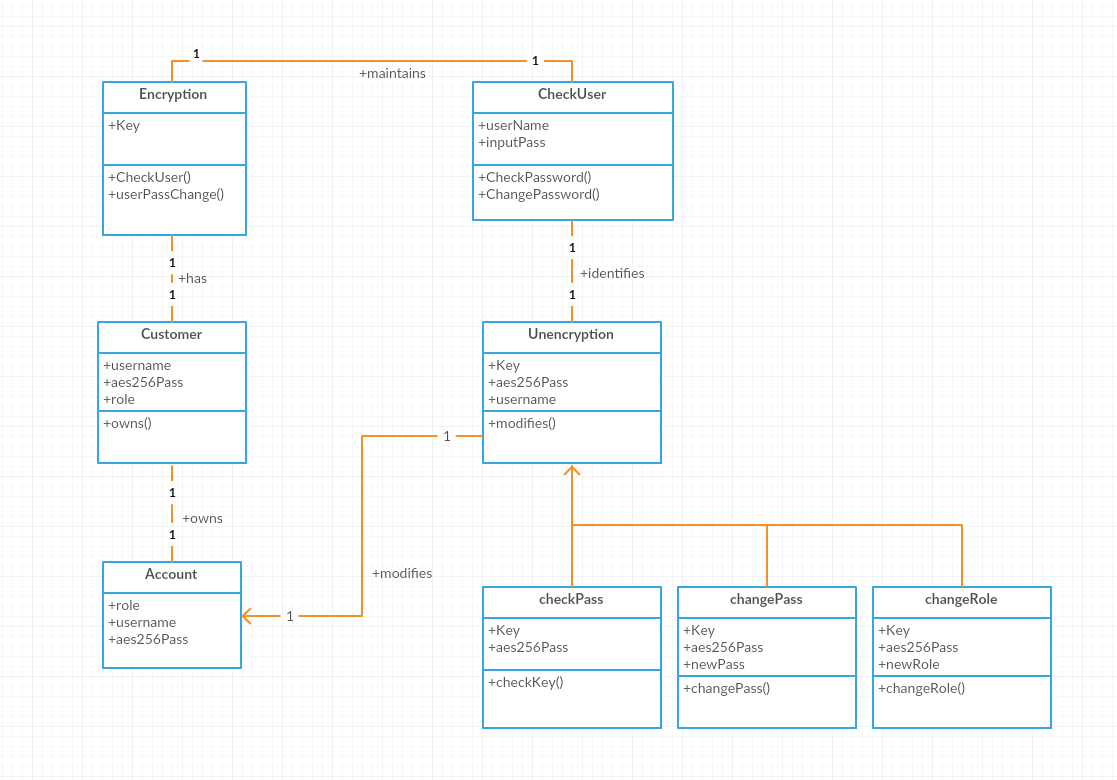 1
1
+maintains
Encryption
+Key
+CheckUser()
+userPassChange()
CheckUser
+userName
+inputPass
+CheckPassword()
+ChangePassword()
1
+has
1
1
+identifies
1
Customer
+username
+aes256Pass
+role
+owns()
Unencryption
+Key
+aes256Pass
+username
+modifies()
1
1
+owns
1
+modifies
1
Account
+role
+username
+aes256Pass
checkPass
+Key
+aes256Pass
+checkKey()
changePass
+Key
+aes256Pass
+newPass
+changePass()
changeRole
+Key
+aes256Pass
+newRole
+changeRole()